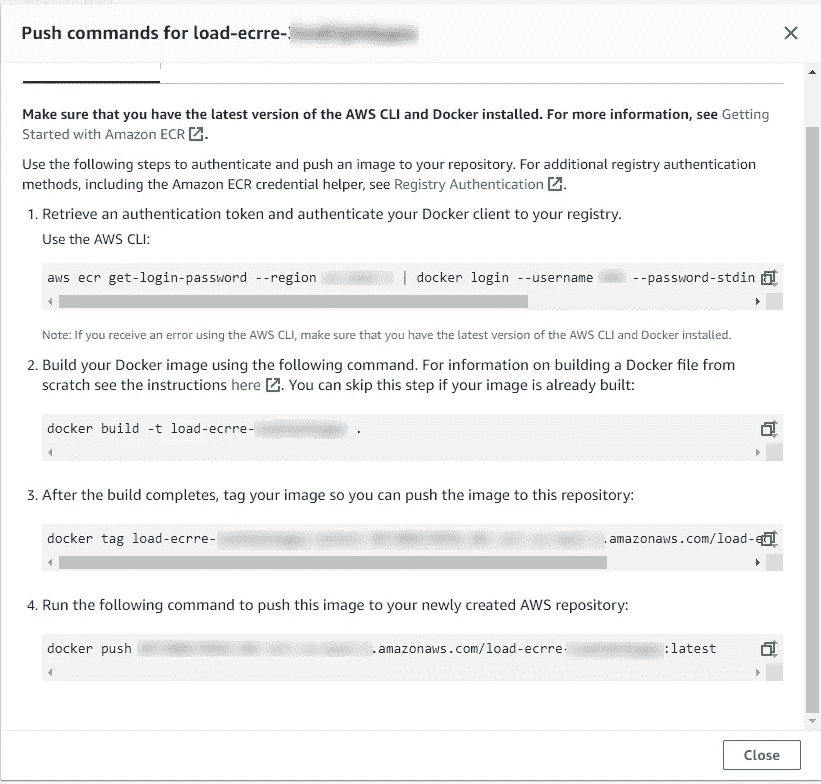 Push commands for load-ecrre-
Make sure that you have the latest version of the AWS CLI and Docker installed. For more information, see Getting
Started with Amazon ECR.
Use the following steps to authenticate and push an image to your repository. For additional registry authentication
methods, including the Amazon ECR credential helper, see Registry Authentication.
1. Retrieve an authentication token and authenticate your Docker client to your registry.
Use the AWS CLI:
aws ecr get-login-password --region | docker login --username --password-stdin
Note: If you receive an error using the AWS CLI, make sure that you have the latest version of the AWS CLI and Docker installed.
2. Build your Docker image using the following command. For information on building a Docker file from
scratch see the instructions here. You can skip this step if your image is already built:
docker build -t load-ecrre- .
3. After the build completes, tag your image so you can push the image to this repository:
docker tag load-ecrre- .amazonaws.com/load-e
4. Run the following command to push this image to your newly created AWS repository:
docker push .amazonaws.com/load-ecrre- :latest
Close